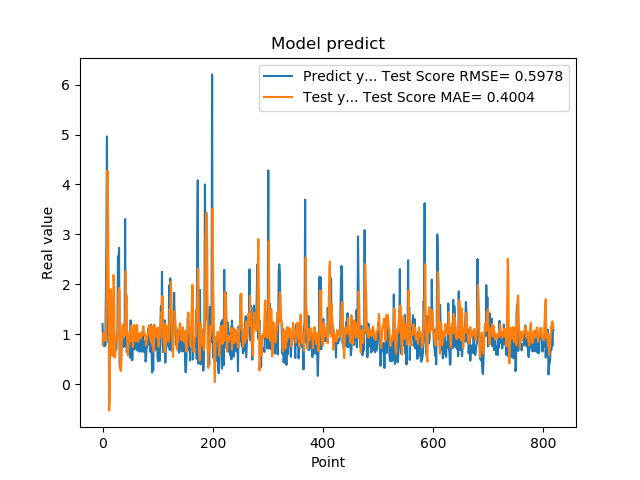 Model predict
Predict y... Test Score RMSE= 0.5978
Test y... Test Score MAE= 0.4004
6
5
4
3
2
1
0
Real value
0 200 400 600 800
Point